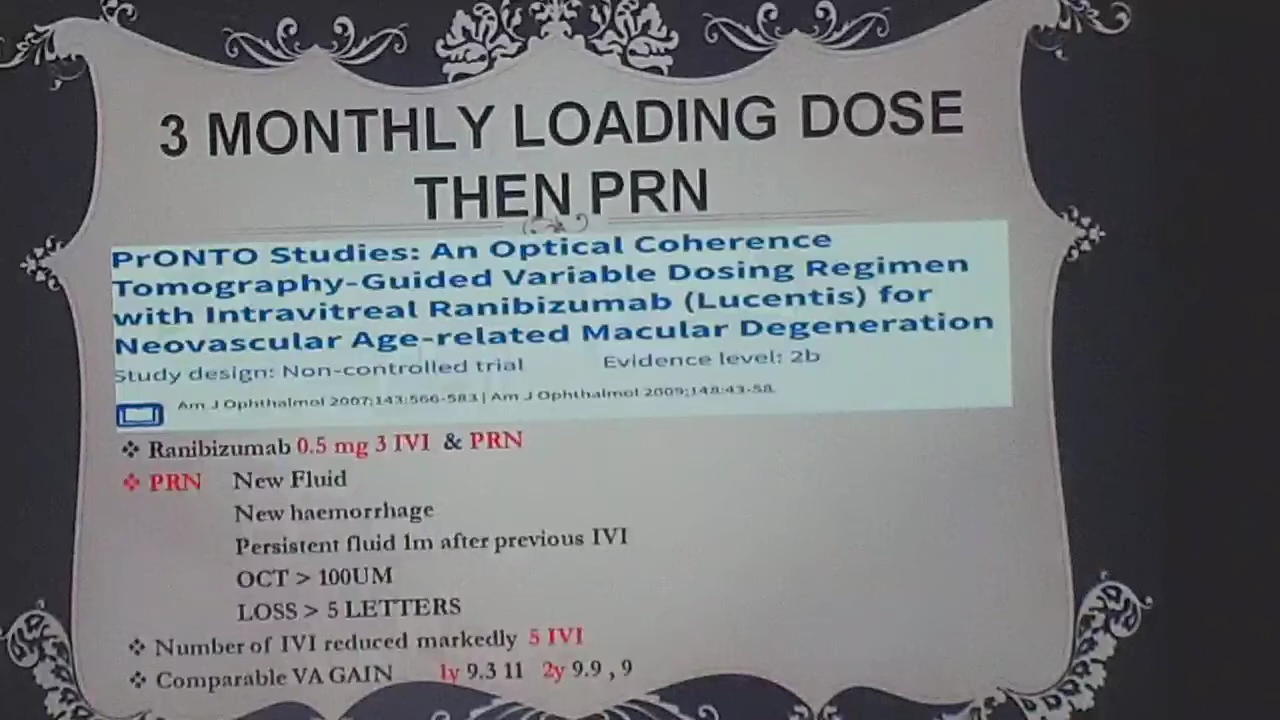 3 MONTHLY LOADING DOSE
THEN PRN
PrONTO Studies: An Optical Coherence
Tomography-Guided Variable Dosing Regimen
with Intravitreal Ranibizumab (Lucentis) for
Neovascular Age-related Macular Degeneration
Study design: Non-controlled trial Evidence level: 2b
Am J Ophthalmol 2007;143:566-583 | Am J Ophthalmol 2009;148:43-58
❖ Ranibizumab 0.5 mg 3 IVI & PRN
❖ PRN New Fluid
New haemorrhage
Persistent fluid 1m after previous IVI
OCT > 100UM
LOSS > 5 LETTERS
❖ Number of IVI reduced markedly 5 IVI
❖ Comparable VA GAIN 1y 9.3 11 2y 9.9 , 9